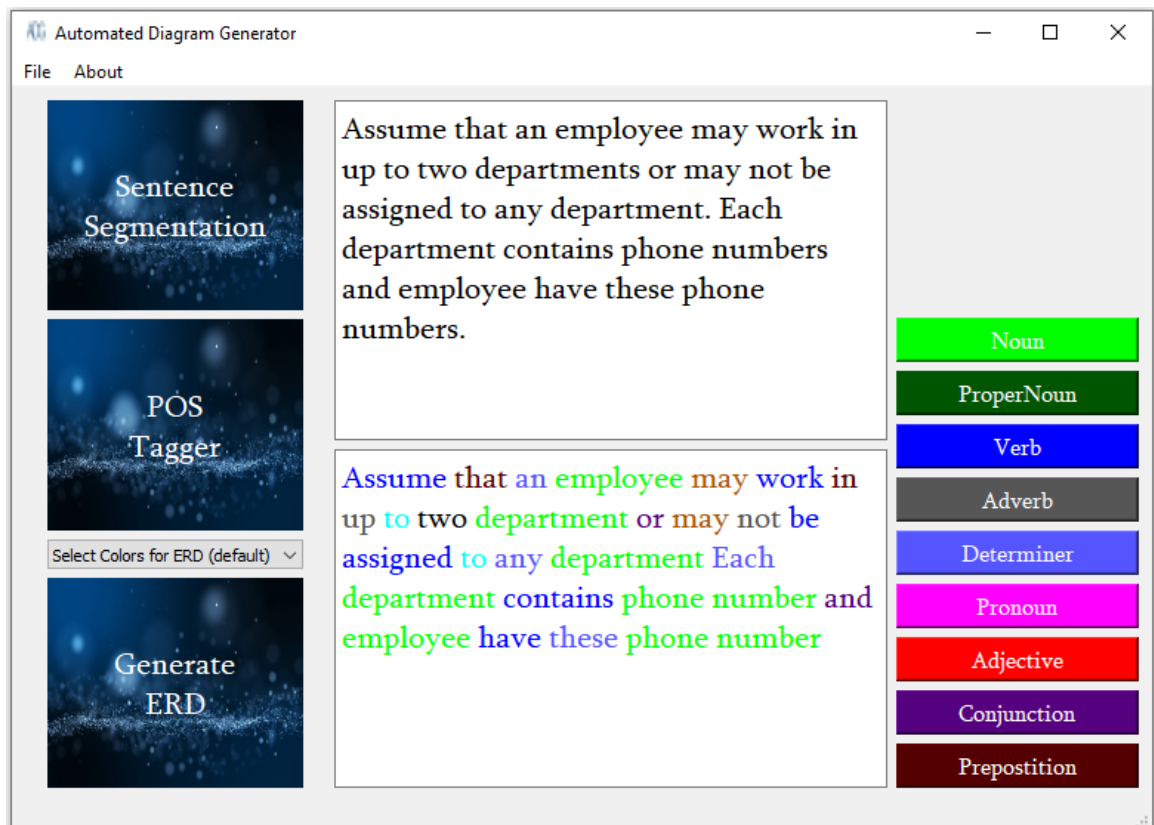 Automated Diagram Generator
File About
Sentence
Segmentation
POS
Tagger
Select Colors for ERD (default)
Generate
ERD
Assume that an employee may work in
up to two departments or may not be
assigned to any department. Each
department contains phone numbers
and employee have these phone
numbers.
Assume that an employee may work in
up to two department or may not be
assigned to any department Each
department contains phone number and
employee have these phone number
Noun
ProperNoun
Verb
Adverb
Determiner
Pronoun
Adjective
Conjunction
Prepostition